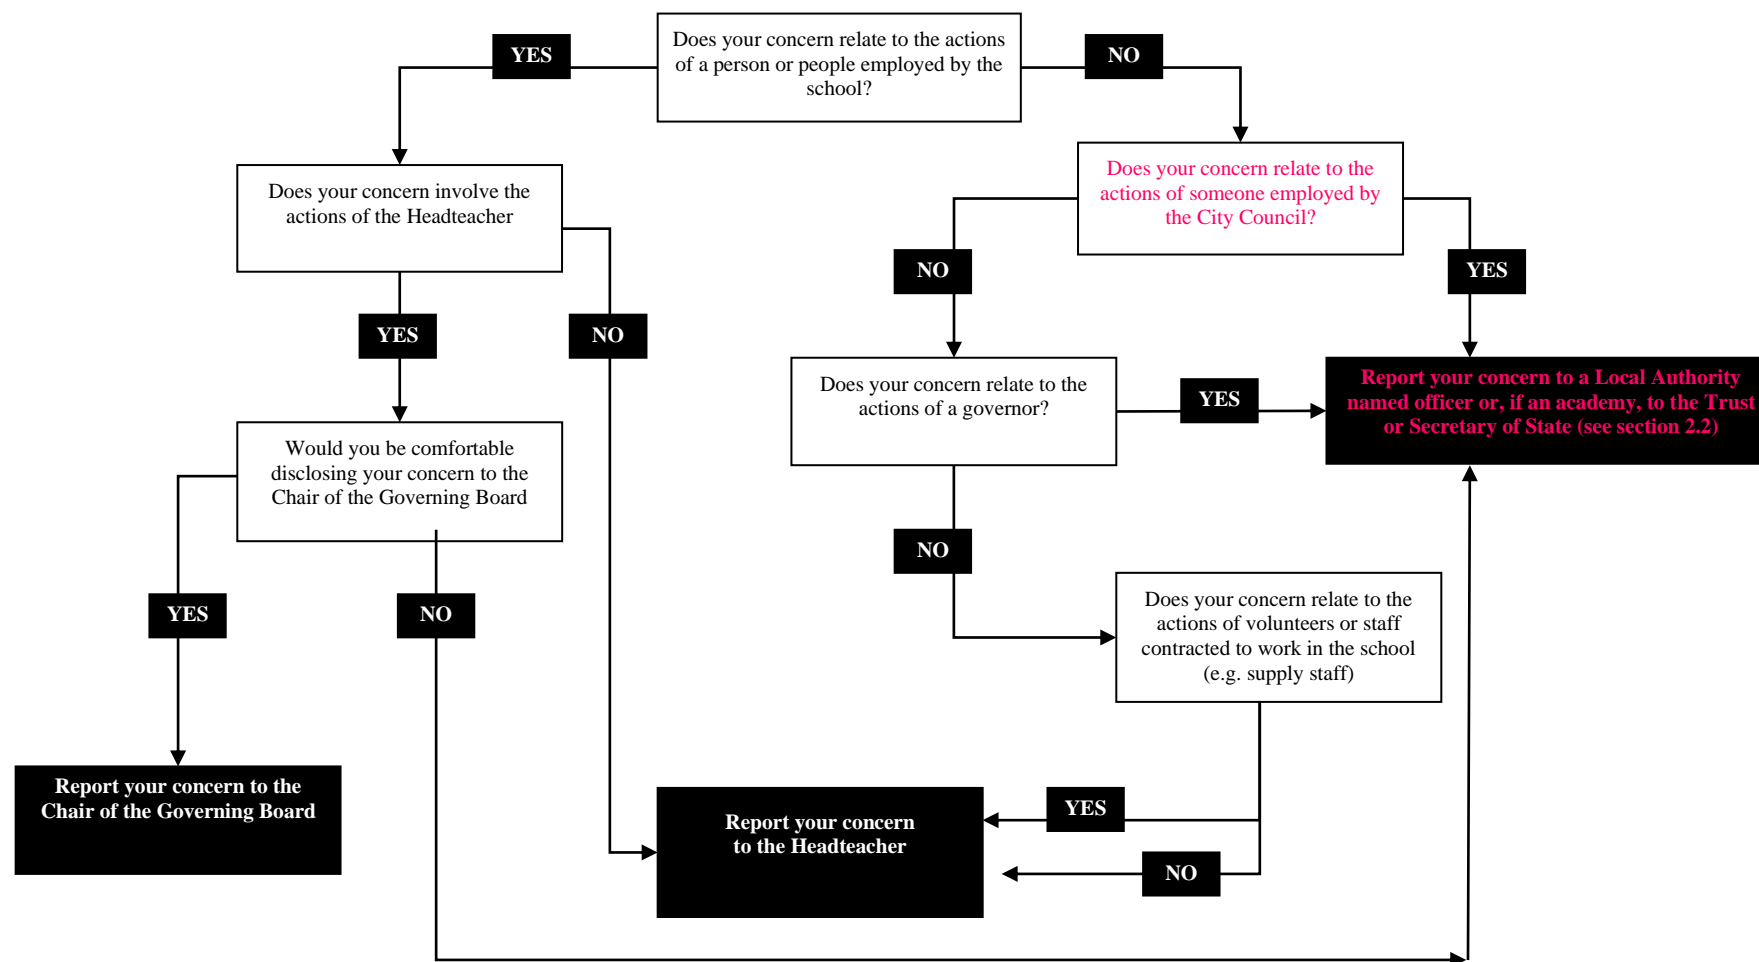 Does your concern relate to the actions
of a person or people employed by the
school?
YES
NO
Does your concern involve the
actions of the Headteacher
Does your concern relate to the
actions of someone employed by
the City Council?
NO
YES
YES
NO
Does your concern relate to the
actions of a governor?
YES
Report your concern to a Local Authority
named officer or, if an academy, to the Trust
or Secretary of State (see section 2.2)
Would you be comfortable
disclosing your concern to the
Chair of the Governing Board
NO
YES
NO
Does your concern relate to the
actions of volunteers or staff
contracted to work in the school
(e.g. supply staff)
Report your concern to the
Chair of the Governing Board
Report your concern
to the Headteacher
YES
NO